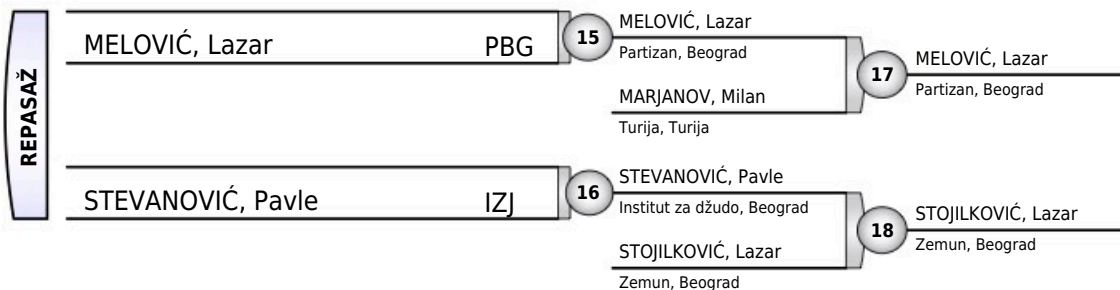 REPASAŽ
MELOVIĆ, Lazar PBG
15
MELOVIĆ, Lazar
Partizan, Beograd
MARJANOV, Milan
Turija, Turija
17
MELOVIĆ, Lazar
Partizan, Beograd
STEVANOVIĆ, Pavle IZJ
16
STEVANOVIĆ, Pavle
Institut za džudo, Beograd
STOJILKOVIĆ, Lazar
Zemun, Beograd
18
STOJILKOVIĆ, Lazar
Zemun, Beograd